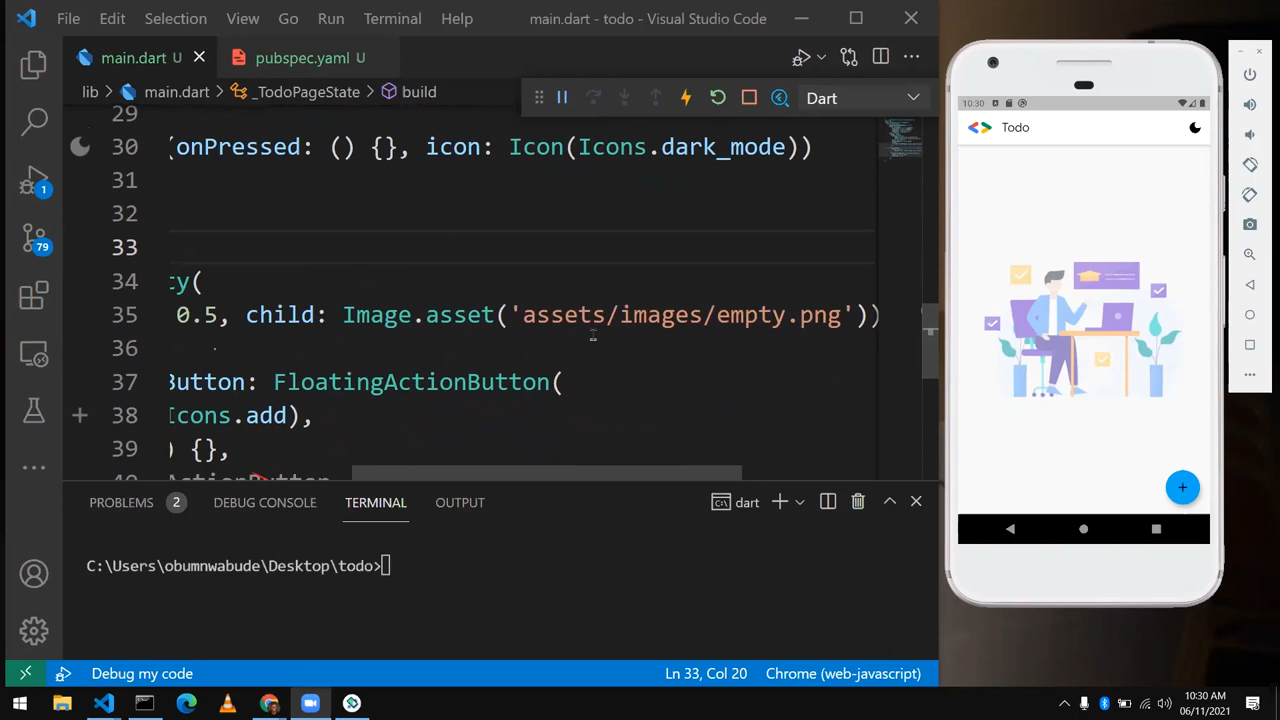 File Edit Selection View Go Run Terminal Help main.dart - todo - Visual Studio Code
main.dart U pubspec.yaml U
lib main.dart _TodoPageState build
Dart
29
30 (onPressed: () {}, icon: Icon(Icons.dark_mode))
31
32
33
34 ty(
35 0.5, child: Image.asset('assets/images/empty.png'))
36
37 Button: FloatingActionButton(
38 Icons.add),
39 ) {},
1
79
PROBLEMS 2 DEBUG CONSOLE TERMINAL OUTPUT dart
C:\Users\obumnwabude\Desktop\todo>
Debug my code Ln 33, Col 20 Chrome (web-javascript)
10:30 AM
06/11/2021
10:30
Todo